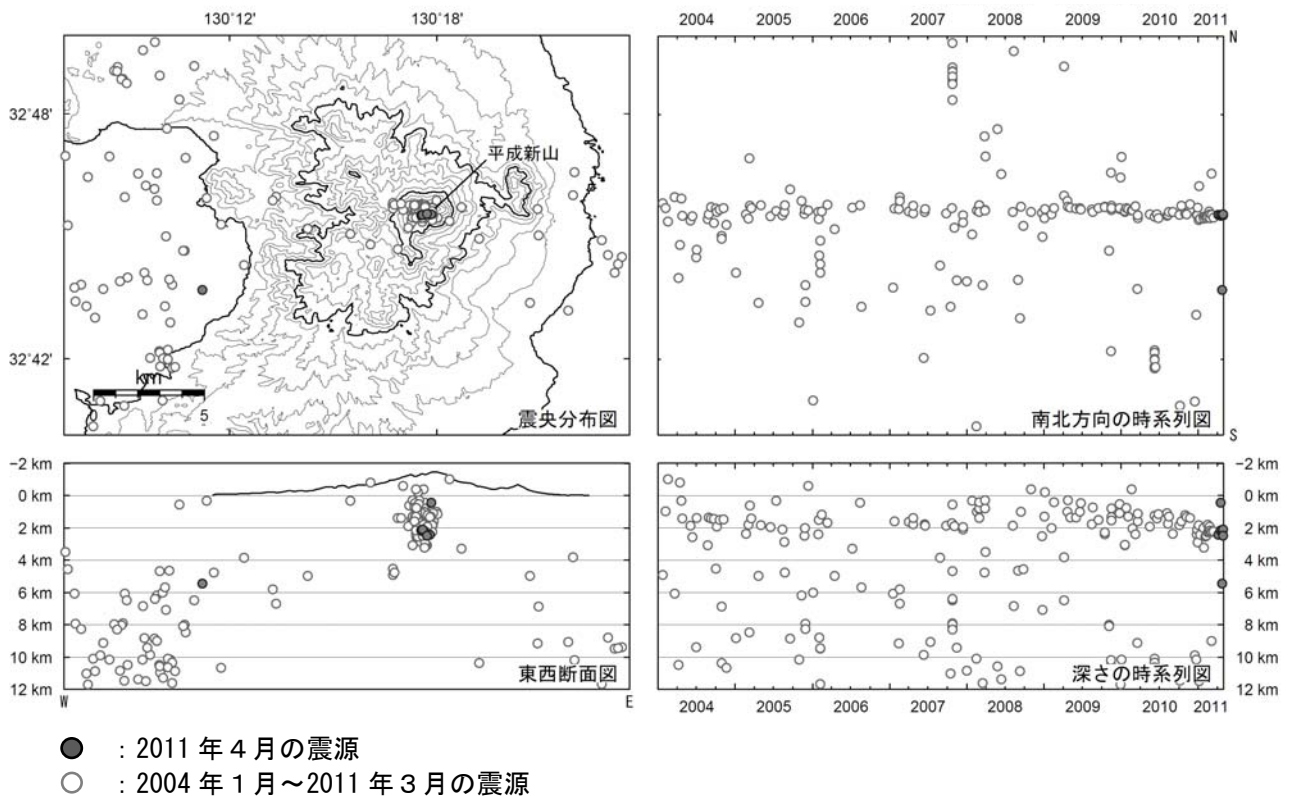 130°12′ 130°18′
32°48′
32°42′
平成新山
km
0 5
震央分布図
2004 2005 2006 2007 2008 2009 2010 2011
N
南北方向の時系列図
S
-2 km
0 km
2 km
4 km
6 km
8 km
10 km
12 km
W
東西断面図
E
-2 km
0 km
2 km
4 km
6 km
8 km
10 km
12 km
深さの時系列図
2004 2005 2006 2007 2008 2009 2010 2011
：2011 年４月の震源
：2004 年１月～2011 年３月の震源